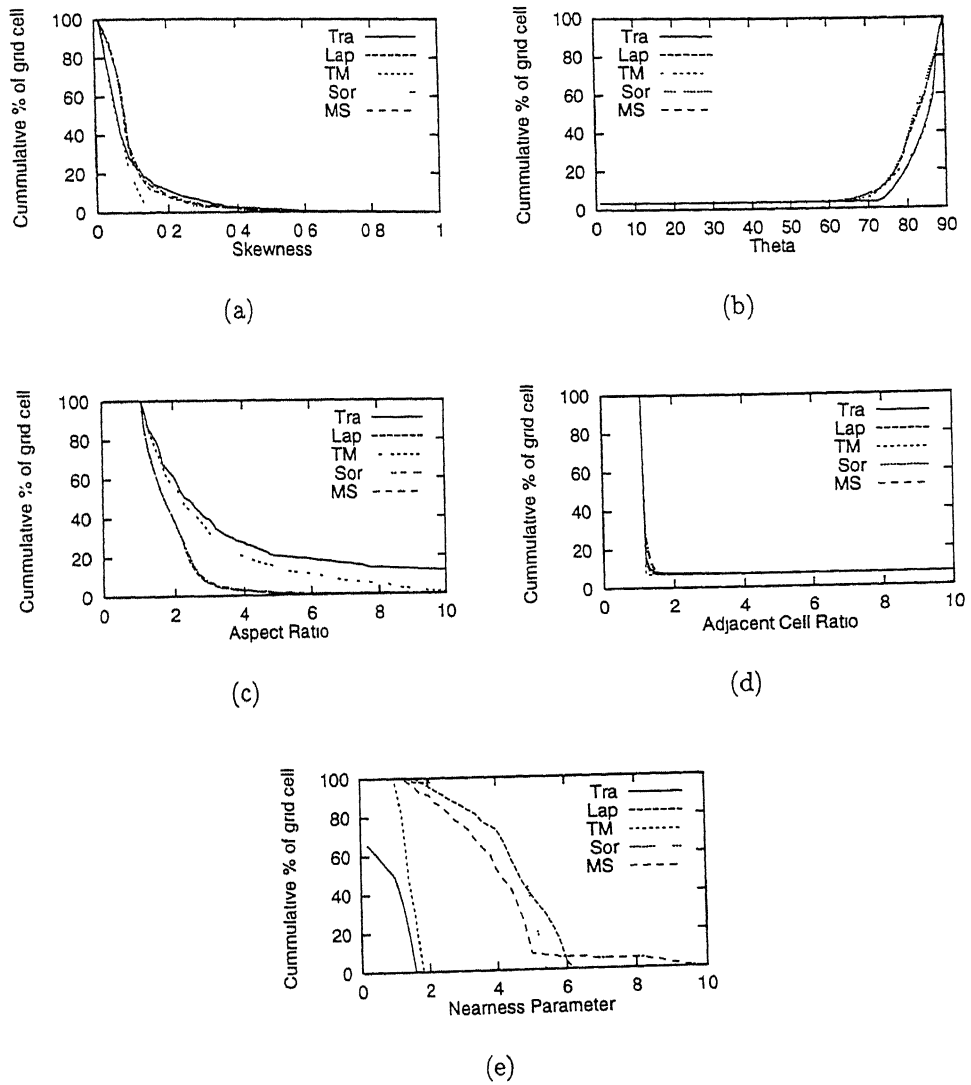 Cummulative % of grid cell
100
80
60
40
20
0
Tra
Lap
TM
Sor
MS
0 0 2 0 4 0 6 0 8 1
Skewness
(a)
Cummulative % of grid cell
100
80
60
40
20
0
Tra
Lap
TM
Sor
MS
0 10 20 30 40 50 60 70 80 90
Theta
(b)
Cummulative % of grid cell
100
80
60
40
20
0
Tra
Lap
TM
Sor
MS
2 4 6 8 10
Aspect Ratio
(c)
Cummulative % of grid cell
100
80
60
40
20
0
Tra
Lap
TM
Sor
MS
0 2 4 6 8 10
Adjacent Cell Ratio
(d)
Cummulative % of grid cell
100
80
60
40
20
0
Tra
Lap
TM
Sor
MS
0 2 4 6 8 10
Nearness Parameter
(e)